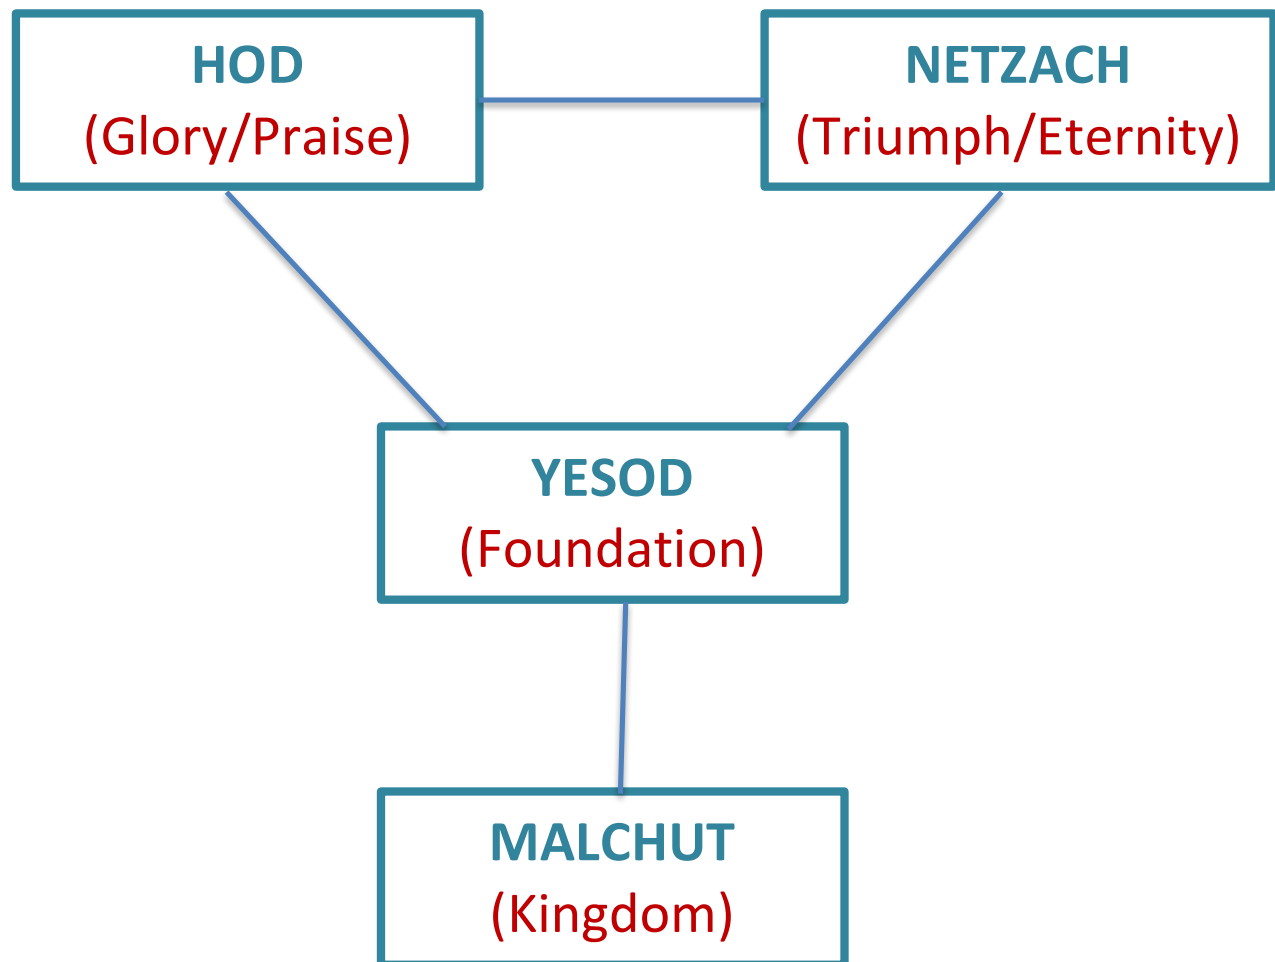 HOD
(Glory/Praise)
NETZACH
(Triumph/Eternity)
YESOD
(Foundation)
MALCHUT
(Kingdom)